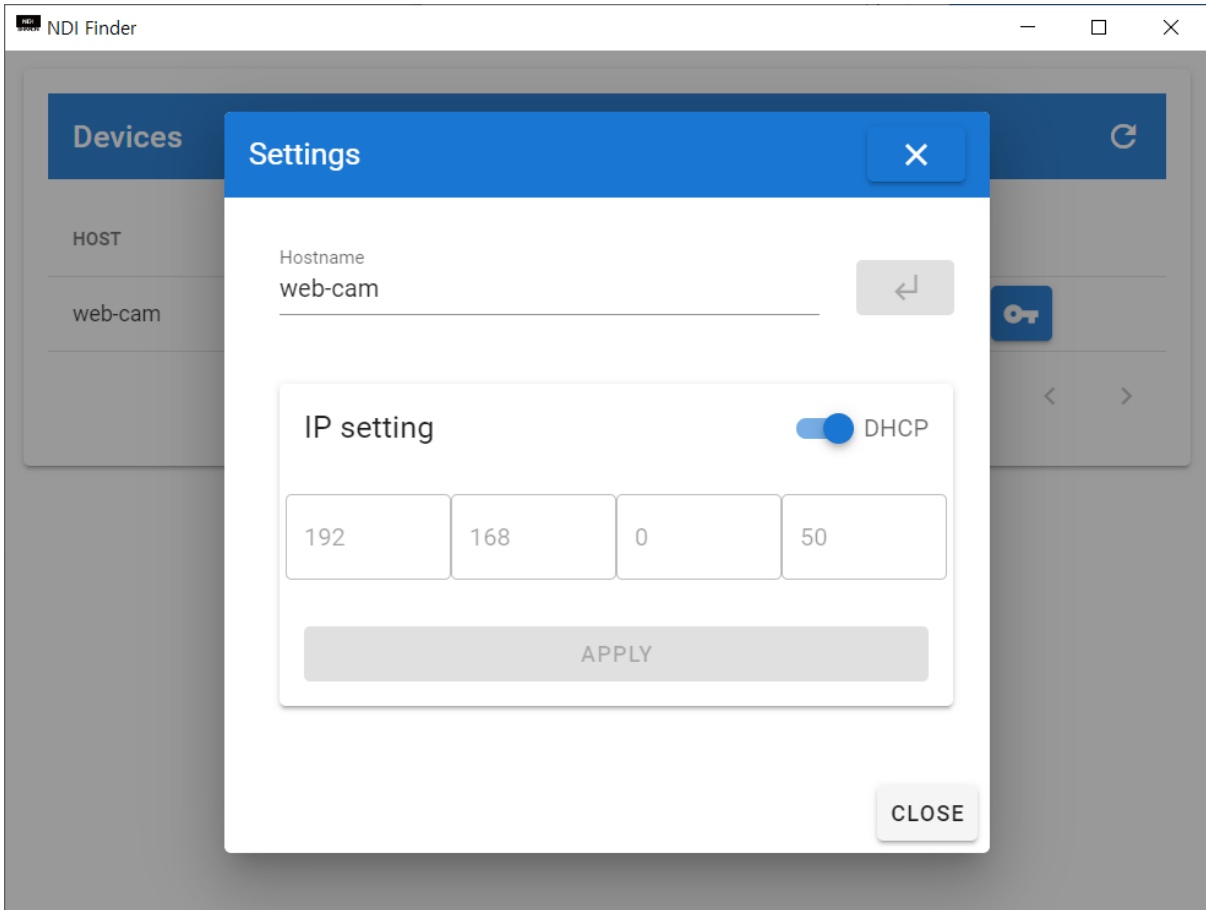 NDI Finder
Devices
Settings
HOST
Hostname
web-cam
web-cam
IP setting
DHCP
192 168 0 50
APPLY
CLOSE